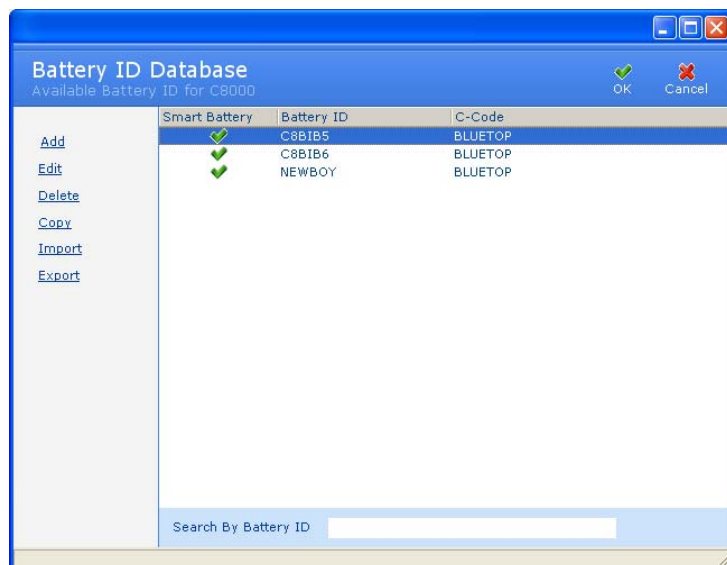 Battery ID Database
Available Battery ID for C8000
OK
Cancel
Add
Edit
Delete
Copy
Import
Export
Smart Battery Battery ID C-Code
C8BIB5 BLUETOP
C8BIB6 BLUETOP
NEWBOY BLUETOP
Search By Battery ID